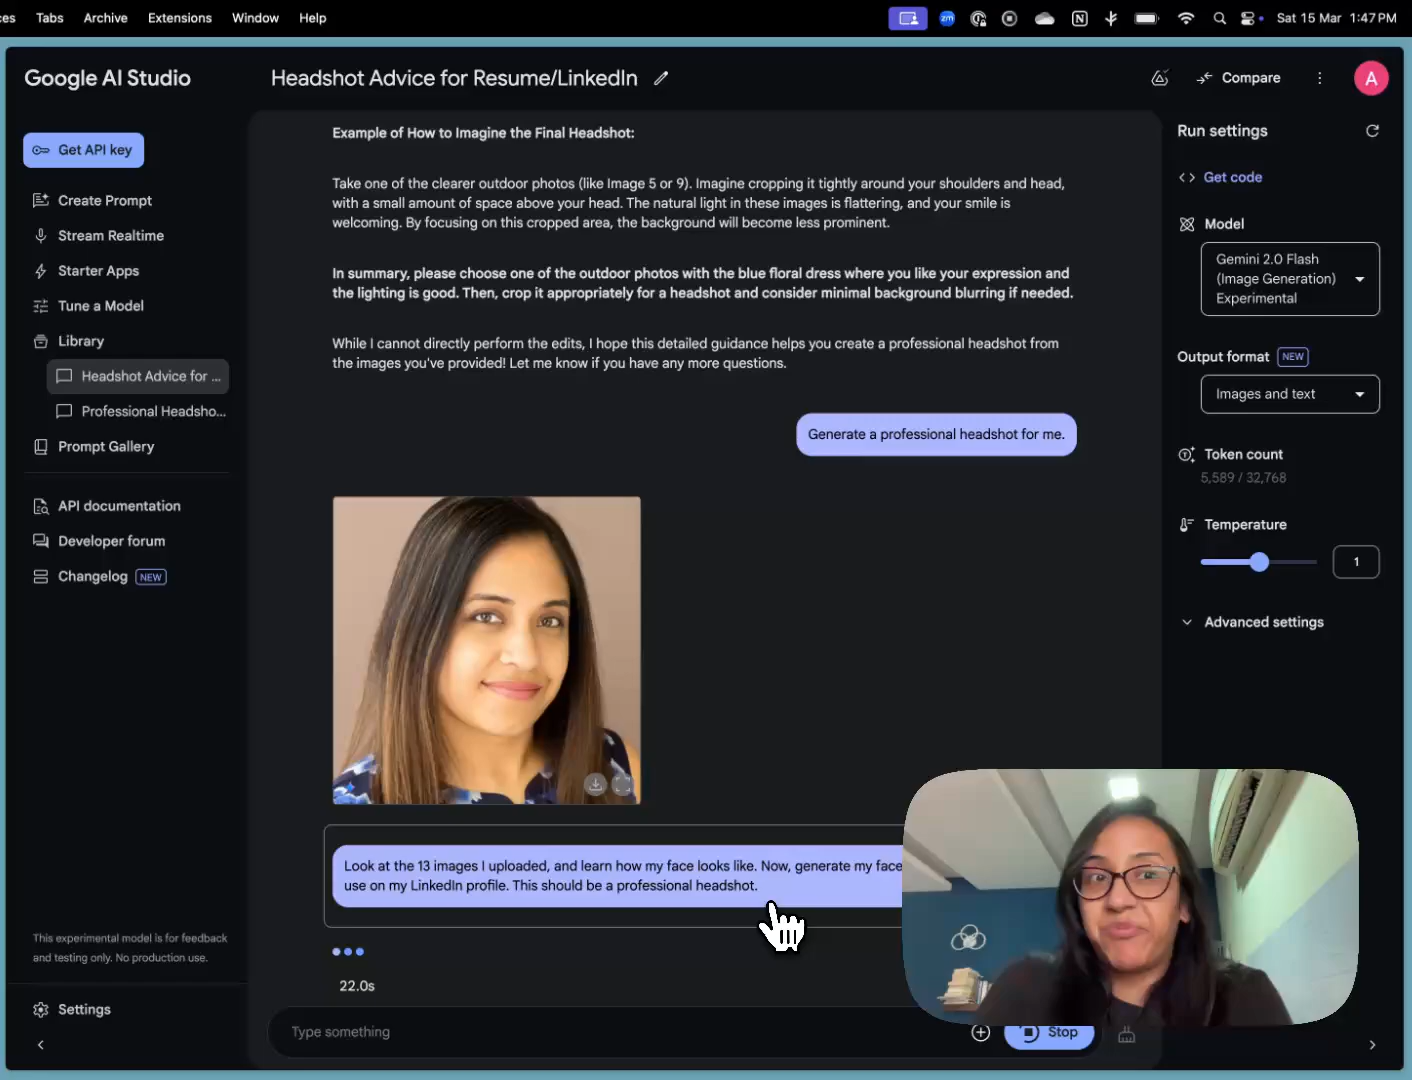 ces Tabs Archive Extensions Window Help
zm
N
Sat 15 Mar 1:47 PM
Google AI Studio
Headshot Advice for Resume/LinkedIn
Compare
A
Get API key
Create Prompt
Stream Realtime
Starter Apps
Tune a Model
Library
Headshot Advice for ...
Professional Headsho...
Prompt Gallery
API documentation
Developer forum
Changelog NEW
This experimental model is for feedback
and testing only. No production use.
Settings
Example of How to Imagine the Final Headshot:
Take one of the clearer outdoor photos (like Image 5 or 9). Imagine cropping it tightly around your shoulders and head,
with a small amount of space above your head. The natural light in these images is flattering, and your smile is
welcoming. By focusing on this cropped area, the background will become less prominent.
In summary, please choose one of the outdoor photos with the blue floral dress where you like your expression and
the lighting is good. Then, crop it appropriately for a headshot and consider minimal background blurring if needed.
While I cannot directly perform the edits, I hope this detailed guidance helps you create a professional headshot from
the images you've provided! Let me know if you have any more questions.
Generate a professional headshot for me.
Look at the 13 images I uploaded, and learn how my face looks like. Now, generate my face
use on my LinkedIn profile. This should be a professional headshot.
22.0s
Type something
Stop
Run settings
Get code
Model
Gemini 2.0 Flash
(Image Generation)
Experimental
Output format NEW
Images and text
Token count
5,589 / 32,768
Temperature
1
Advanced settings